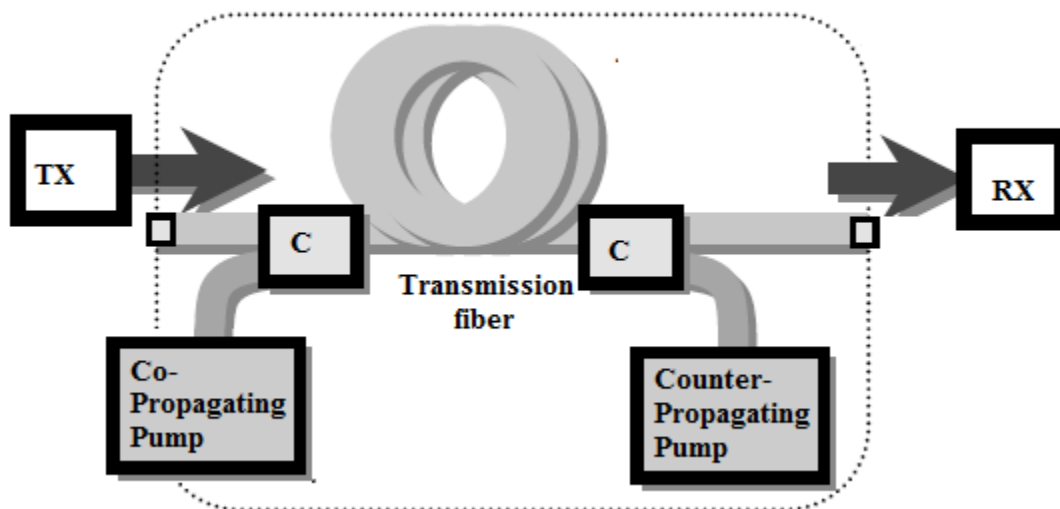 TX
RX
C
C
Transmission
fiber
Co-
Propagating
Pump
Counter-
Propagating
Pump